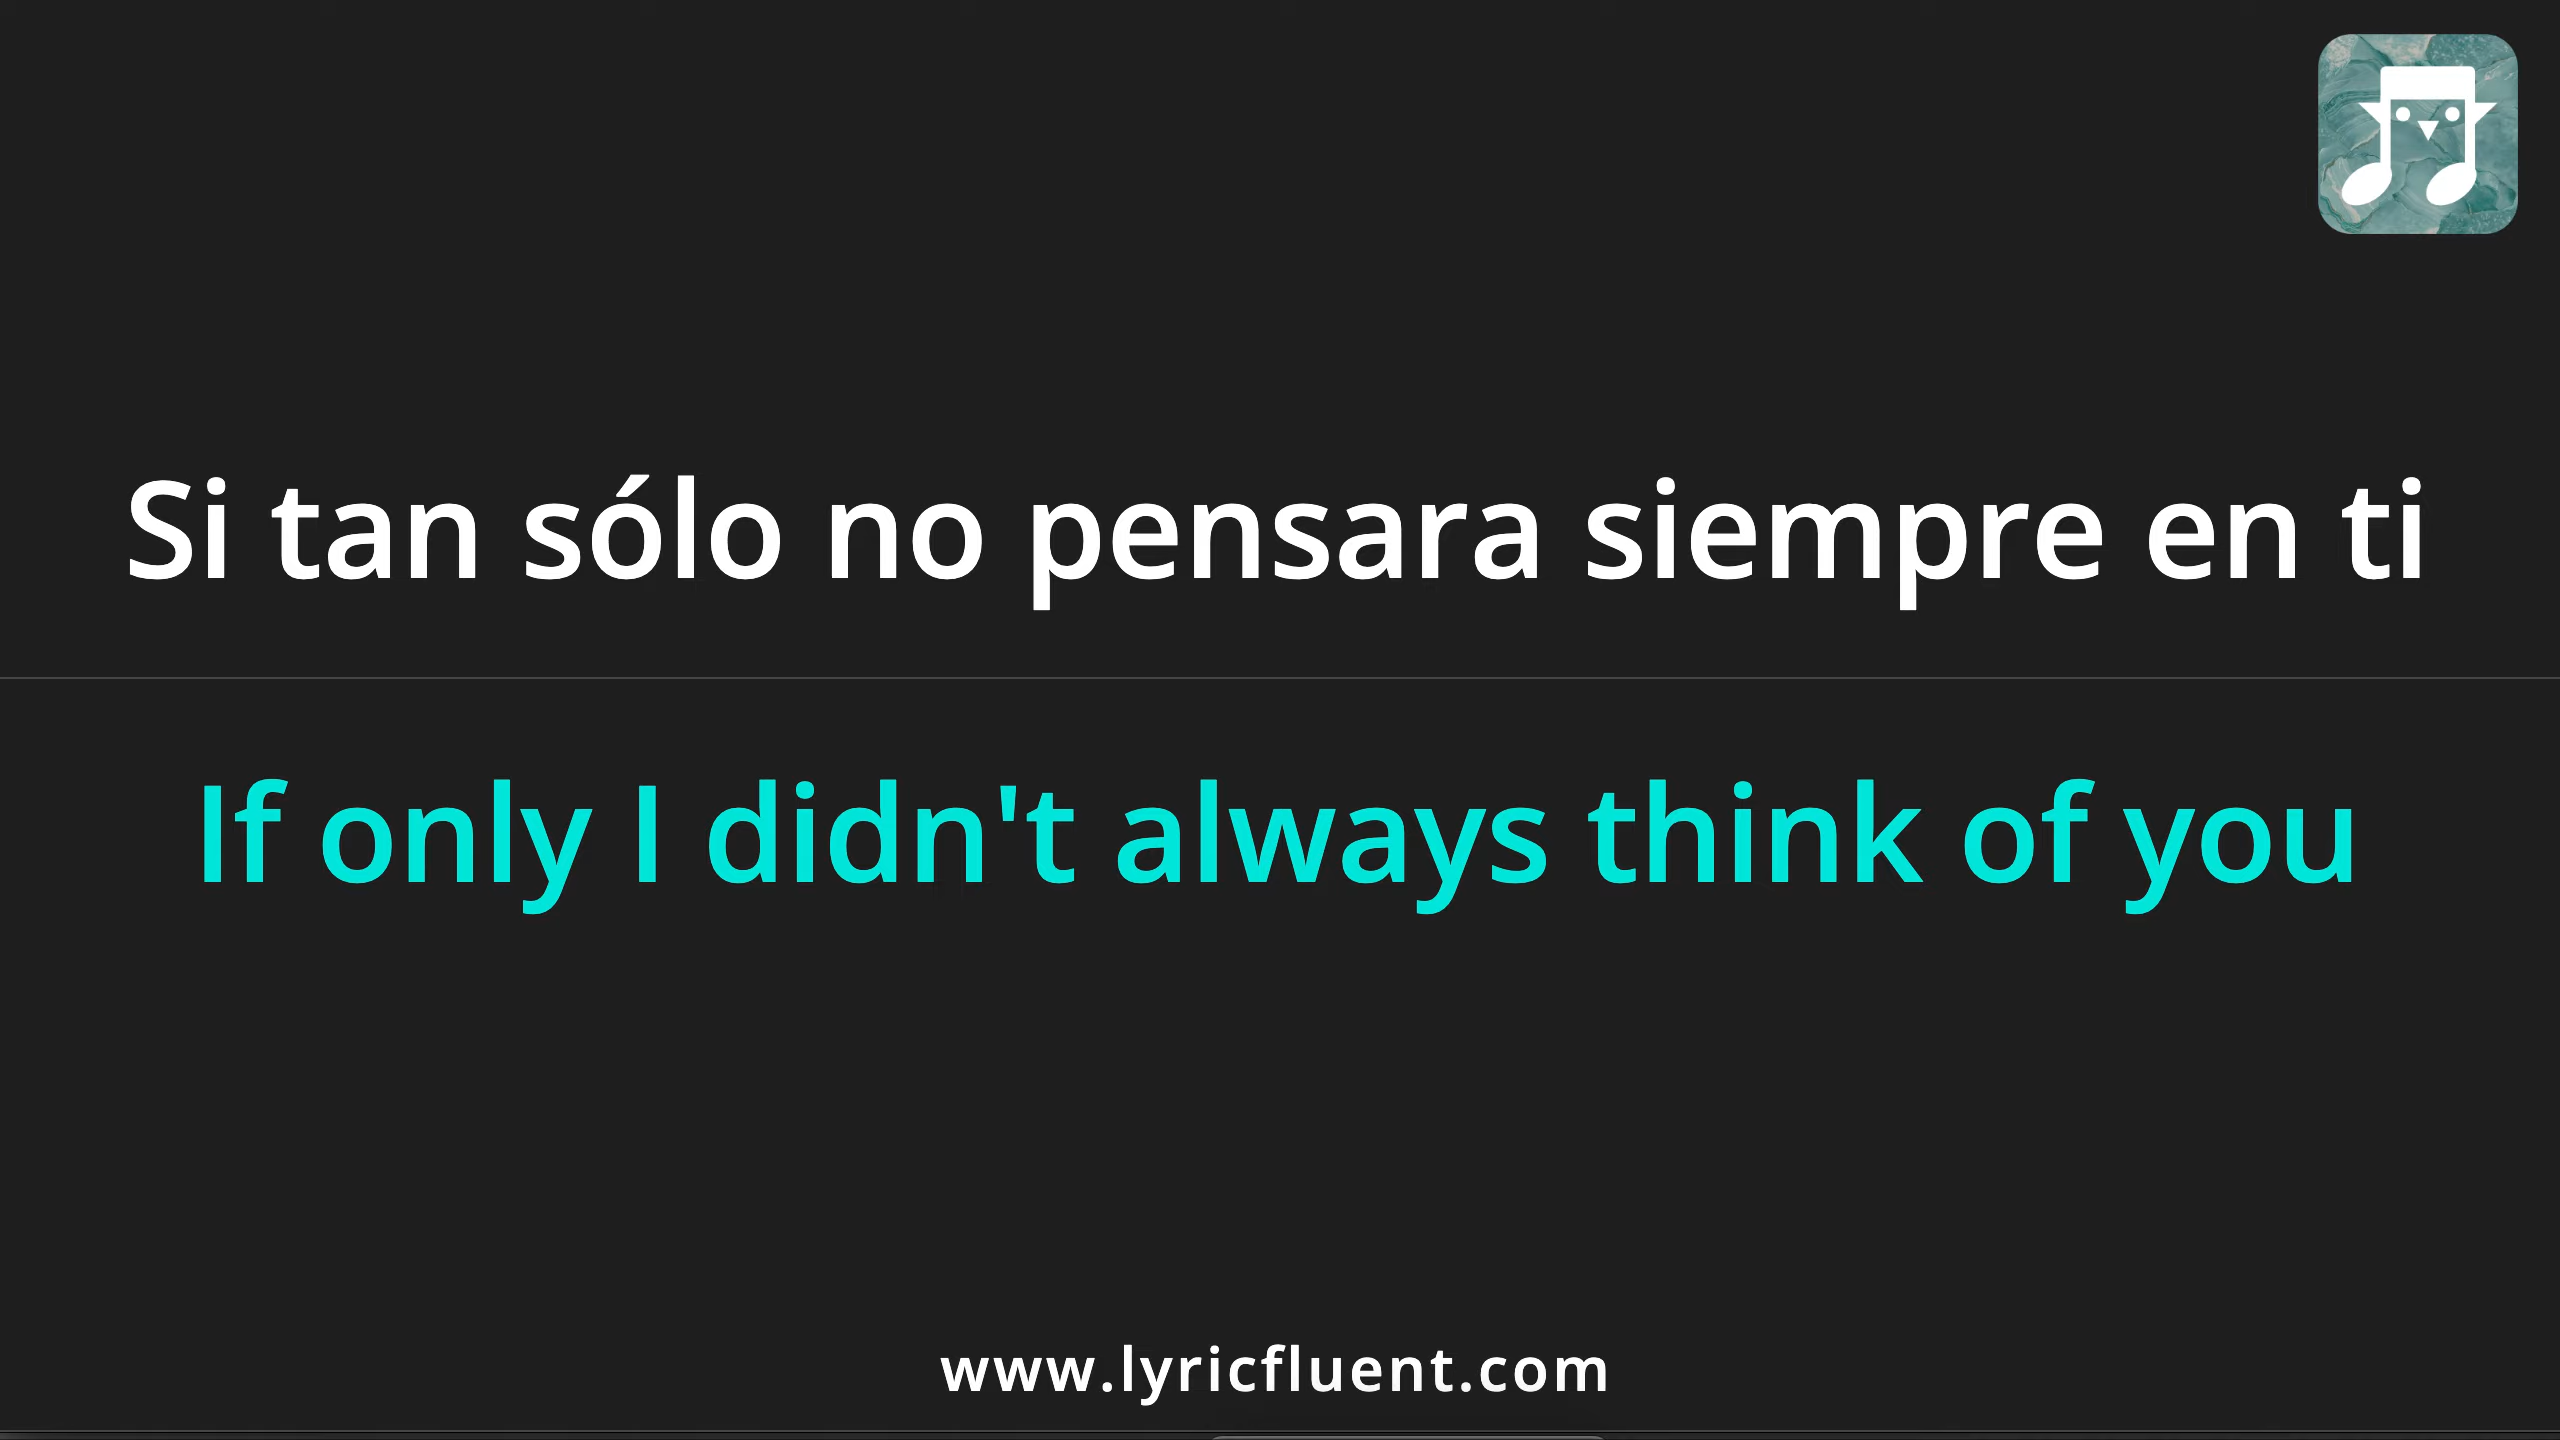 Si tan sólo no pensara siempre en ti
If only I didn't always think of you
www.lyricfluent.com